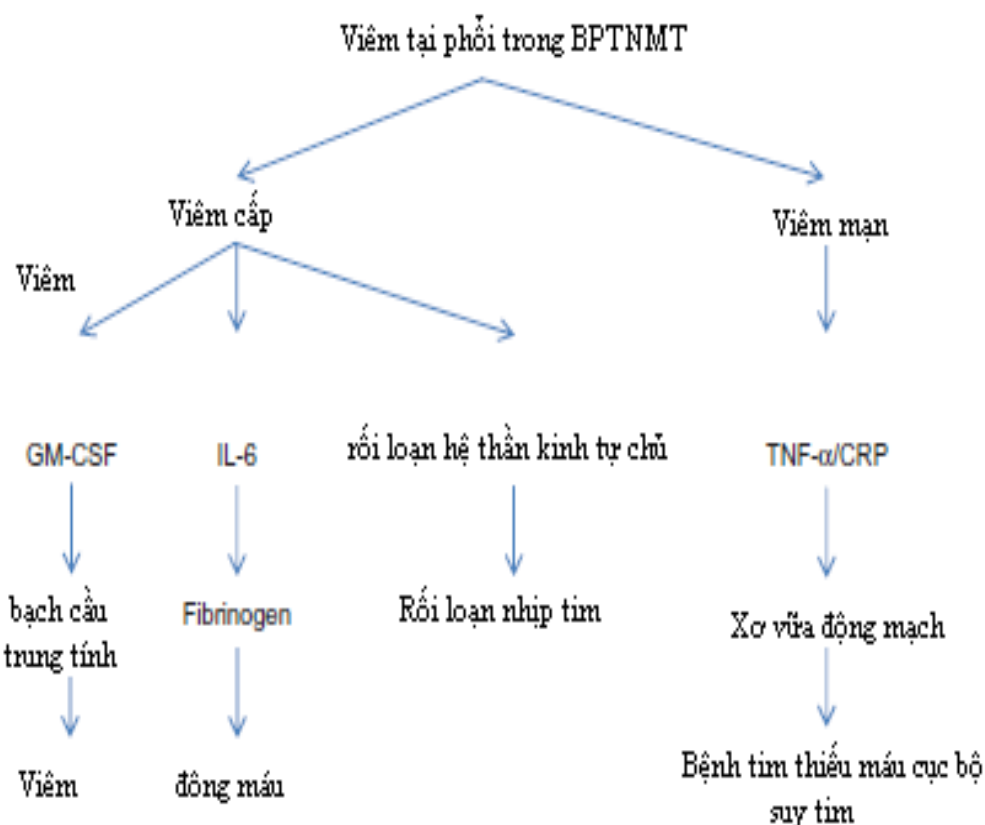 Viêm tại phổi trong BPTNMT
Viêm cấp
Viêm mạn
Viêm
GM-CSF
IL-6
rối loạn hệ thần kinh tự chủ
TNF-α/CRP
bạch cầu
trung tính
Fibrinogen
Rối loạn nhịp tim
Xơ vữa động mạch
Viêm
đông máu
Bệnh tim thiếu máu cục bộ
suy tim